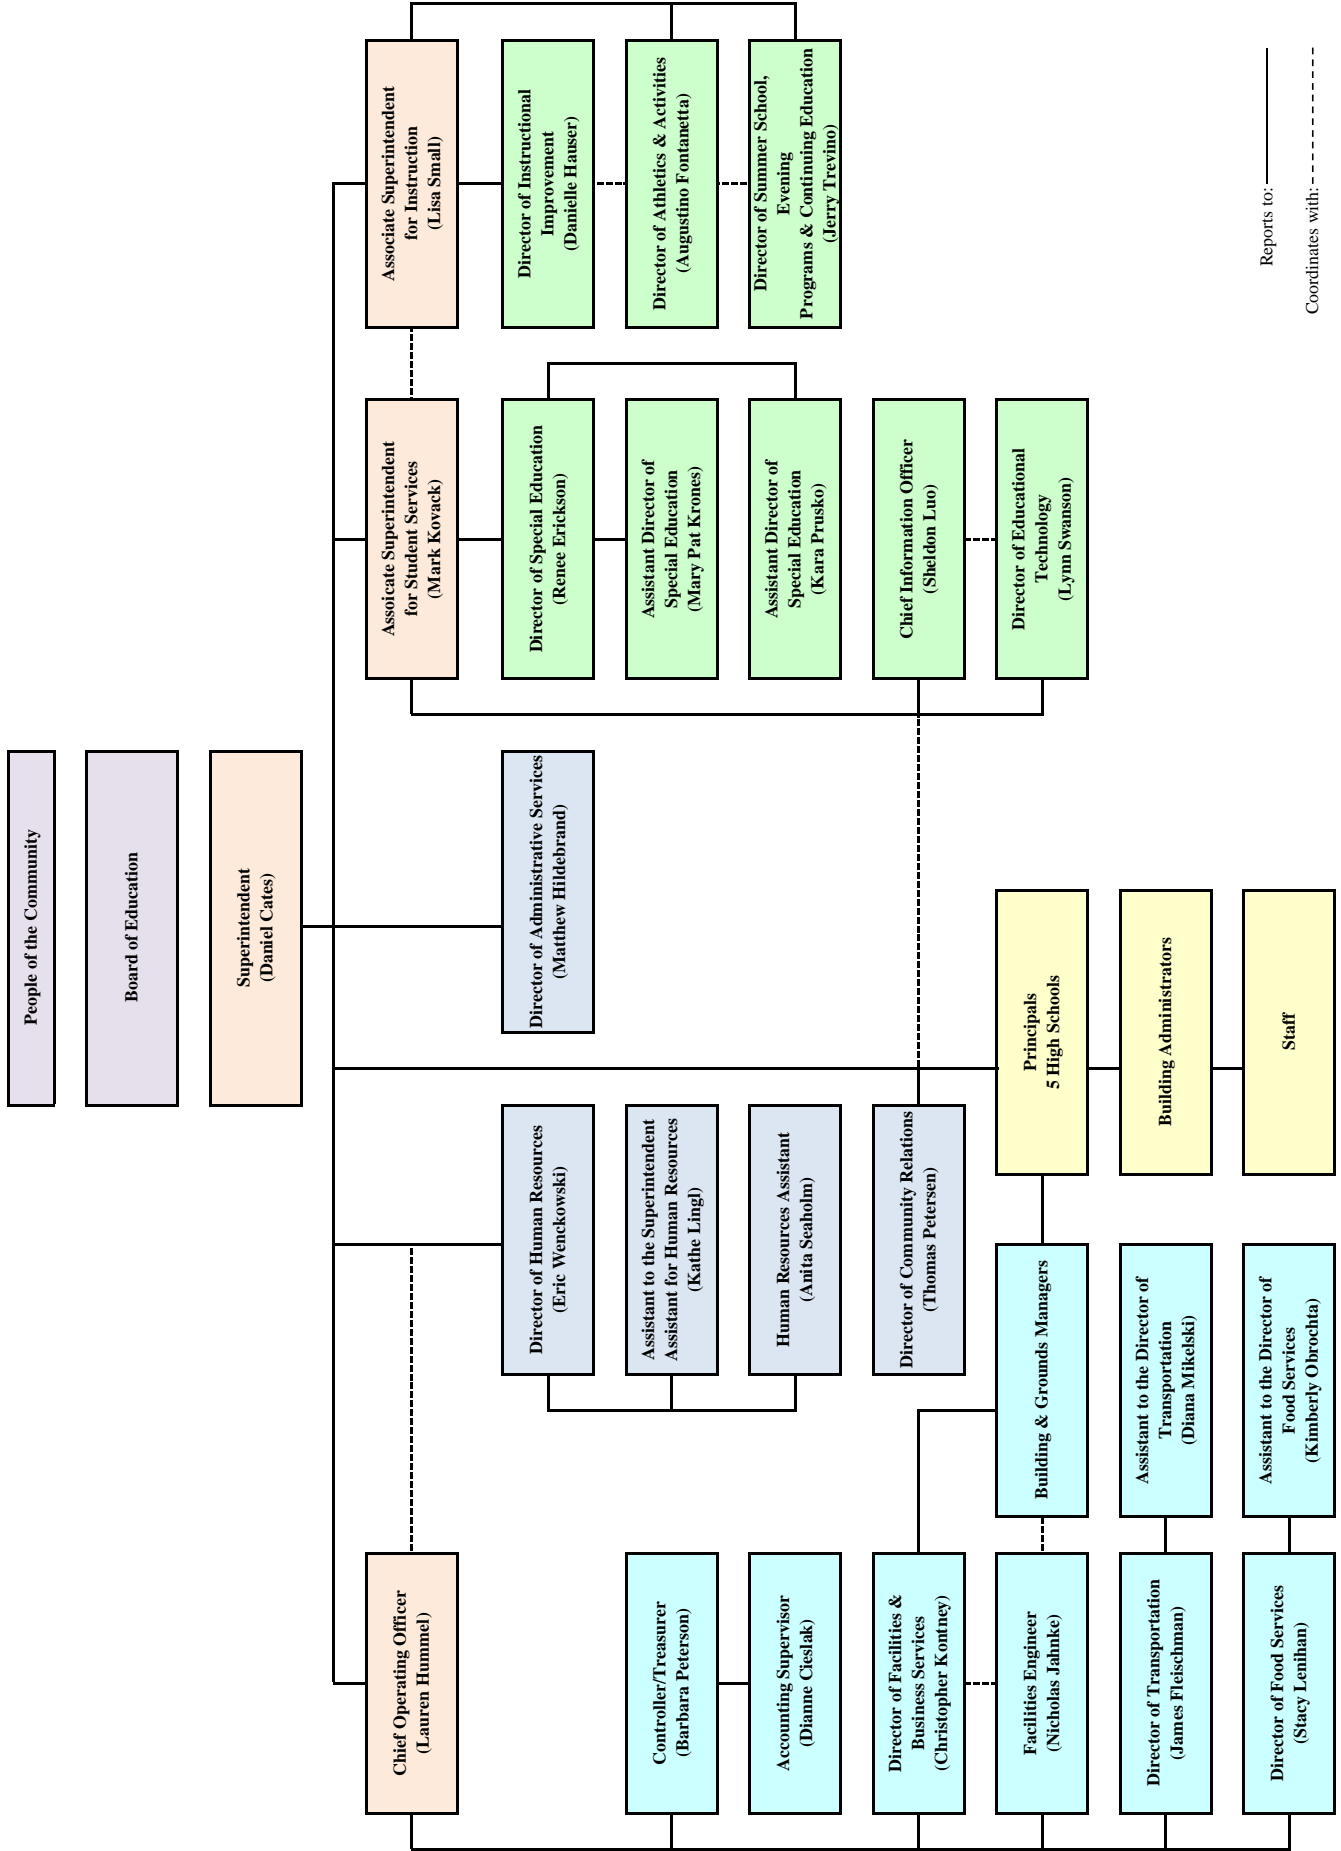 People of the Community
Board of Education
Superintendent
(Daniel Cates)
Chief Operating Officer
(Lauren Hummel)
Assoicate Superintendent
for Student Services
(Mark Kovack)
Associate Superintendent
for Instruction
(Lisa Small)
Director of Human Resources
(Eric Wenckowski)
Director of Administrative Services
(Matthew Hildebrand)
Director of Special Education
(Renee Erickson)
Director of Instructional
Improvement
(Danielle Hauser)
Controller/Treasurer
(Barbara Peterson)
Assistant to the Superintendent
Assistant for Human Resources
(Kathe Lingl)
Assistant Director of
Special Education
(Mary Pat Krones)
Director of Athletics & Activities
(Augustino Fontanetta)
Accounting Supervisor
(Dianne Cieslak)
Human Resources Assistant
(Anita Seaholm)
Assistant Director of
Special Education
(Kara Prusko)
Director of Summer School,
Evening
Programs & Continuing Education
(Jerry Trevino)
Director of Facilities &
Business Services
(Christopher Kontney)
Director of Community Relations
(Thomas Petersen)
Chief Information Officer
(Sheldon Luo)
Facilities Engineer
(Nicholas Jahnke)
Building & Grounds Managers
Principals
5 High Schools
Director of Educational
Technology
(Lynn Swanson)
Director of Transportation
(James Fleischman)
Assistant to the Director of
Transportation
(Diana Mikelski)
Building Administrators
Director of Food Services
(Stacy Lenihan)
Assistant to the Director of
Food Services
(Kimberly Obrochta)
Staff
Reports to:
Coordinates with: